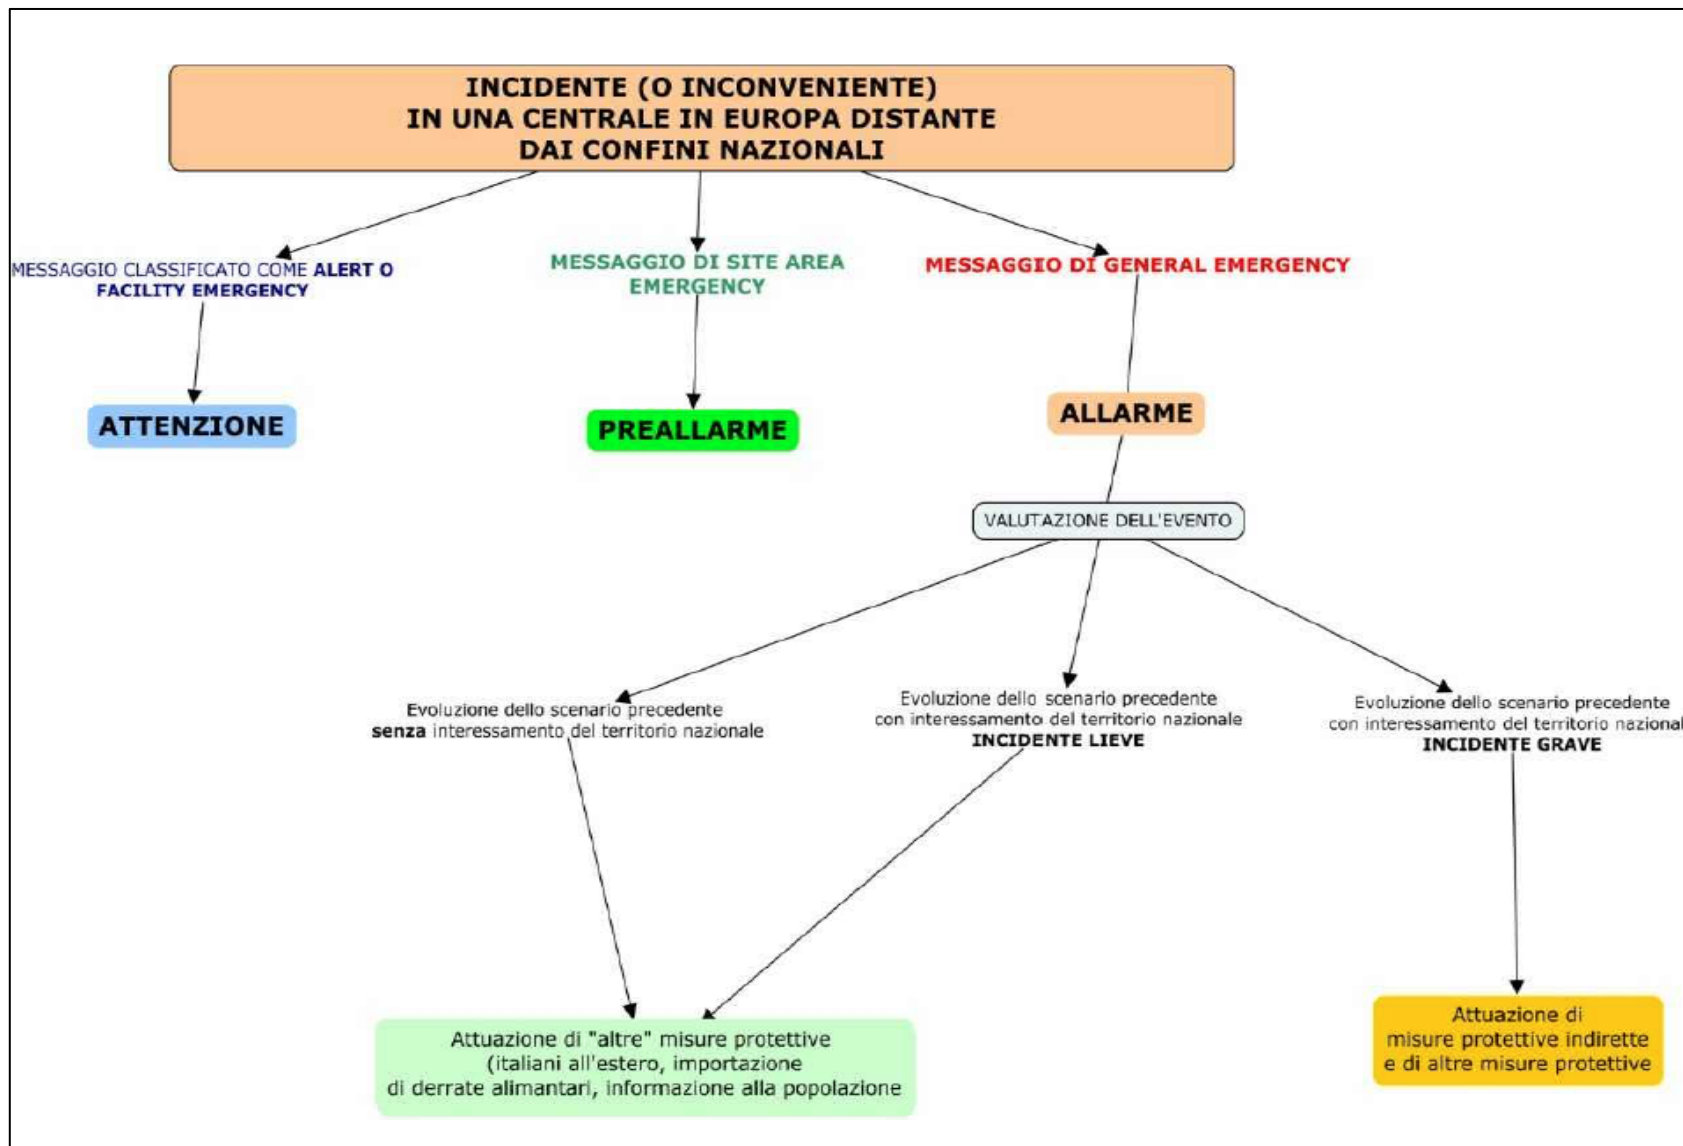 INCIDENTE (O INCONVENIENTE)
IN UNA CENTRALE IN EUROPA DISTANTE
DAI CONFINI NAZIONALI
MESSAGGIO CLASSIFICATO COME ALERT O
FACILITY EMERGENCY
MESSAGGIO DI SITE AREA
EMERGENCY
MESSAGGIO DI GENERAL EMERGENCY
ATTENZIONE
PREALLARME
ALLARME
VALUTAZIONE DELL'EVENTO
Evoluzione dello scenario precedente
senza interessamento del territorio nazionale
Evoluzione dello scenario precedente
con interessamento del territorio nazionale
INCIDENTE LIEVE
Evoluzione dello scenario precedente
con interessamento del territorio nazional
INCIDENTE GRAVE
Attuazione di "altre" misure protettive
(italiani all'estero, importazione
di derrate alimantari, informazione alla popolazione
Attuazione di
misure protettive indirette
e di altre misure protettive